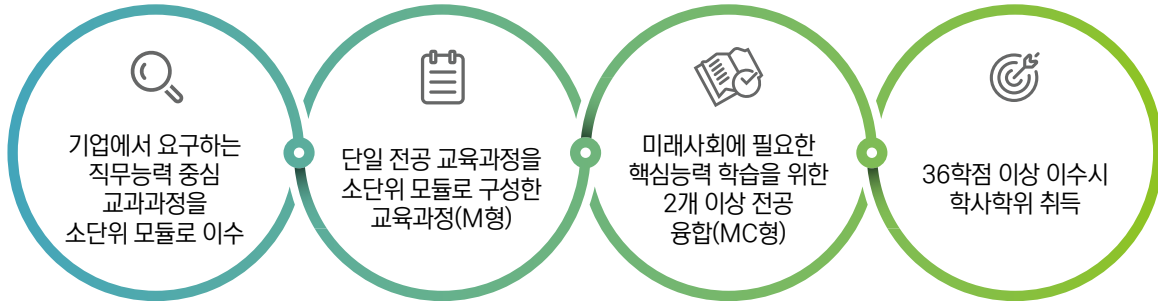 기업에서 요구하는
직무능력 중심
교과과정을
소단위 모듈로 이수
단일 전공 교육과정을
소단위 모듈로 구성한
교육과정(M형)
미래사회에 필요한
핵심능력 학습을 위한
2개 이상 전공
융합(MC형)
36학점 이상 이수시
학사학위 취득